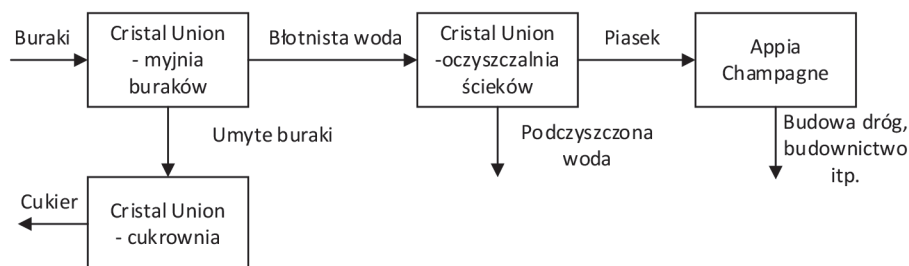 Buraki
Cristal Union
- myjnia
buraków
Błotnista woda
Cristal Union
-oczyszczalnia
ścieków
Piasek
Appia
Champagne
Umyte buraki
Podczyszczona
woda
Budowa dróg,
budownictwo
itp.
Cukier
Cristal Union
- cukrownia